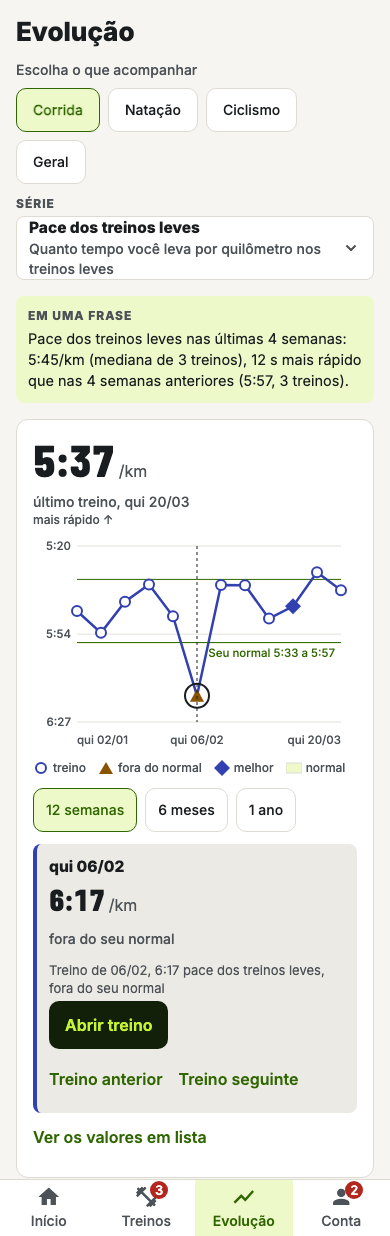 Evolução
Escolha o que acompanhar
Corrida
Natação
Ciclismo
Geral
SÉRIE
Pace dos treinos leves
Quanto tempo você leva por quilômetro nos
treinos leves
EM UMA FRASE
Pace dos treinos leves nas últimas 4 semanas:
5:45/km (mediana de 3 treinos), 12 s mais rápido
que nas 4 semanas anteriores (5:57, 3 treinos).
5:37 /km
último treino, qui 20/03
mais rápido ↑
5:20
5:54
Seu normal 5:33 a 5:57
6:27
qui 02/01
qui 06/02
qui 20/03
treino
fora do normal
melhor
normal
12 semanas
6 meses
1 ano
qui 06/02
6:17 /km
fora do seu normal
Treino de 06/02, 6:17 pace dos treinos leves,
fora do seu normal
Abrir treino
Treino anterior
Treino seguinte
Ver os valores em lista
3
2
Início
Treinos
Evolução
Conta